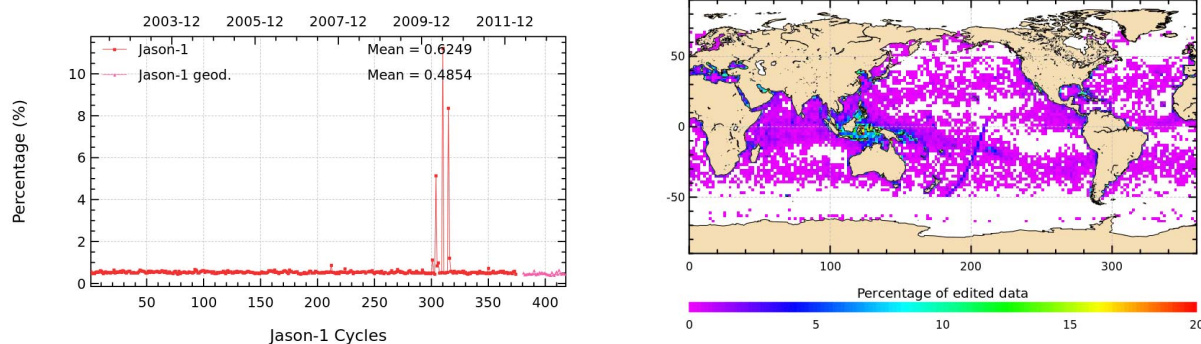 2003-12 2005-12 2007-12 2009-12 2011-12
Jason-1 Mean = 0.6249
Jason-1 geod. Mean = 0.4854
10
8
6
4
2
0
Percentage (%)
50 100 150 200 250 300 350 400
Jason-1 Cycles
50
0
-50
0 100 200 300
Percentage of edited data
0 5 10 15 20